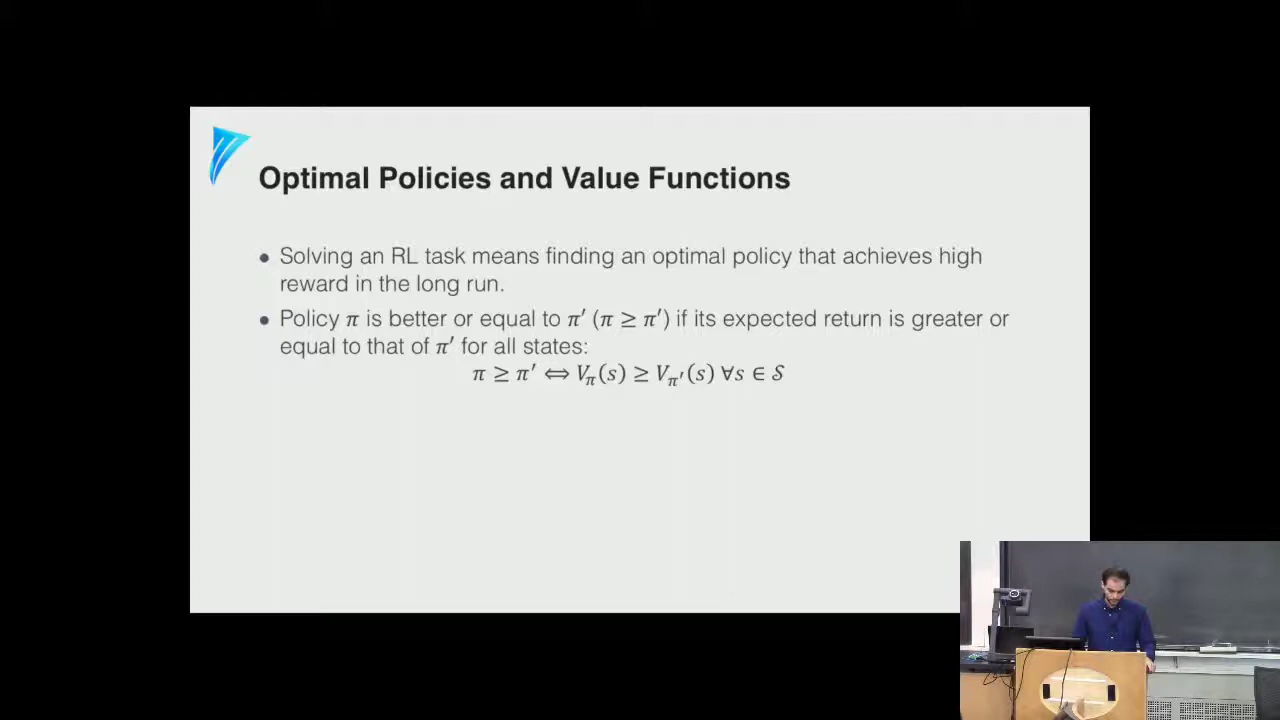 Optimal Policies and Value Functions
• Solving an RL task means finding an optimal policy that achieves high
reward in the long run.
• Policy π is better or equal to π′ (π ≥ π′) if its expected return is greater or
equal to that of π′ for all states:
π ≥ π′ ⟺ V_π(s) ≥ V_π′(s) ∀s ∈ 𝒮